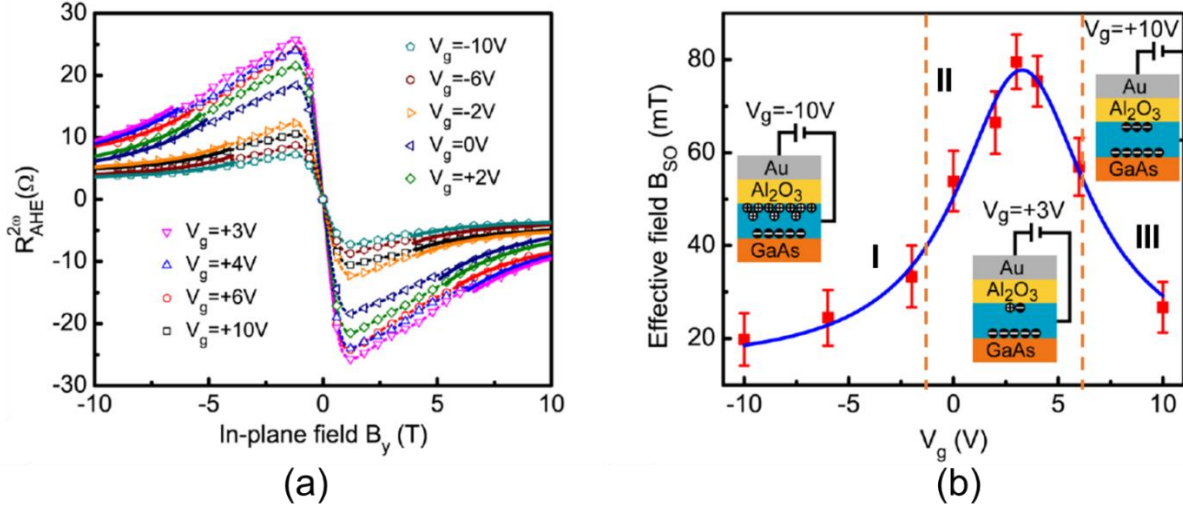 30
20
10
0
-10
-20
-30
R_AHE^2ω(Ω)
V_g=-10V
V_g=-6V
V_g=-2V
V_g=0V
V_g=+2V
V_g=+3V
V_g=+4V
V_g=+6V
V_g=+10V
-10 -5 0 5 10
In-plane field B_y (T)
(a)
80
60
40
20
Effective field B_SO (mT)
I
II
III
V_g=-10V
Au
Al₂O₃
GaAs
V_g=+3V
Au
Al₂O₃
GaAs
V_g=+10V
Au
Al₂O₃
GaAs
-10 -5 0 5 10
V_g (V)
(b)